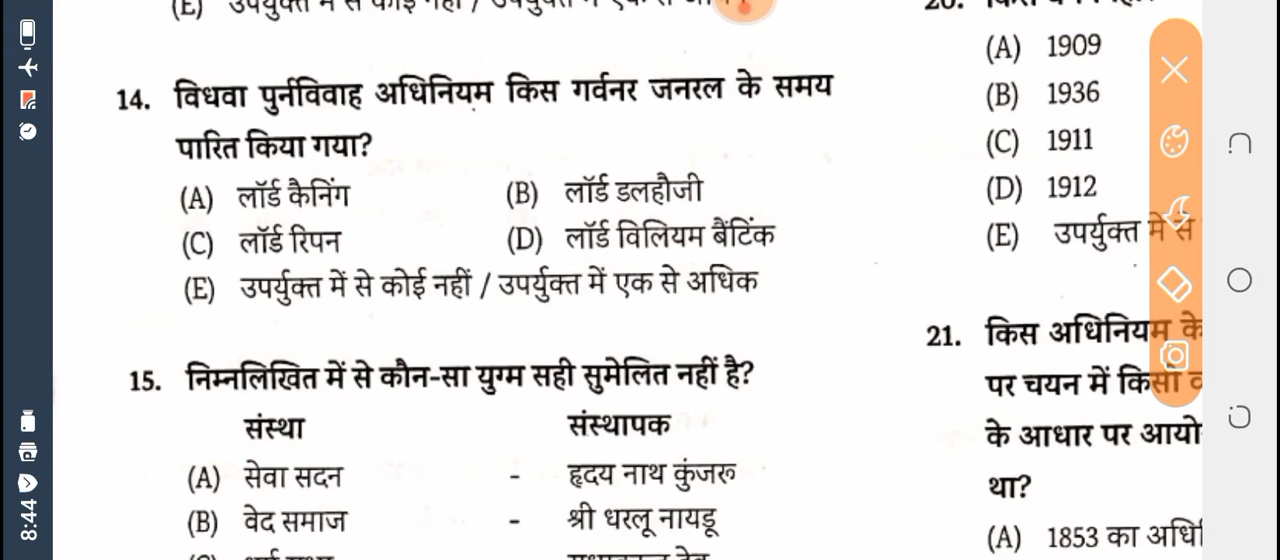 14. विधवा पुर्नविवाह अधिनियम किस गर्वनर जनरल के समय
पारित किया गया?
(A) लॉर्ड कैनिंग (B) लॉर्ड डलहौजी
(C) लॉर्ड रिपन (D) लॉर्ड विलियम बैंटिंक
(E) उपर्युक्त में से कोई नहीं / उपर्युक्त में एक से अधिक
15. निम्नलिखित में से कौन-सा युग्म सही सुमेलित नहीं है?
संस्था संस्थापक
(A) सेवा सदन - हृदय नाथ कुंजरू
(B) वेद समाज - श्री धरलू नायडू
(A) 1909
(B) 1936
(C) 1911
(D) 1912
(E) उपर्युक्त में से
21. किस अधिनियम के
पर चयन में किसी
के आधार पर आयो
था?
(A) 1853 का अधि
8:44